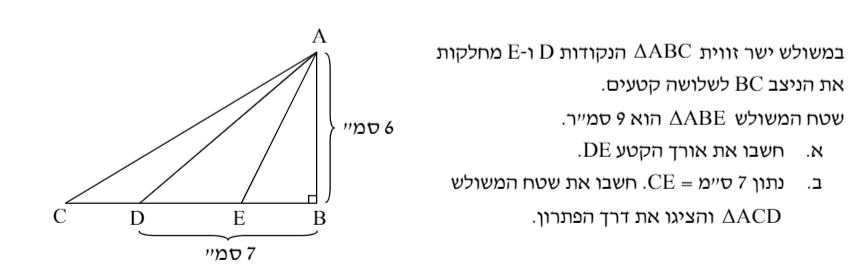 במשולש ישר זווית ΔABC הנקודות D ו-E מחלקות
את הניצב BC לשלושה קטעים.
שטח המשולש ΔABE הוא 9 סמ״ר.
א. חשבו את אורך הקטע DE.
ב. נתון 7 ס״מ = CE. חשבו את שטח המשולש
ΔACD והציגו את דרך הפתרון.
A
6 סמ״
C D E B
7 סמ״